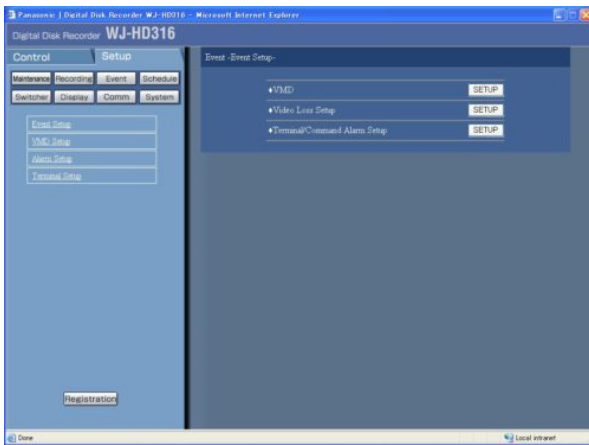 Panasonic | Digital Disk Recorder WJ-HD316 - Microsoft Internet Explorer
Digital Disk Recorder WJ-HD316
Control Setup
Maintenance Recording Event Schedule
Switcher Display Comm System
Event Setup
VMD Setup
Alarm Setup
Terminal Setup
Registration
Event -Event Setup-
♦VMD SETUP
♦Video Loss Setup SETUP
♦Terminal/Command Alarm Setup SETUP
Done Local intranet